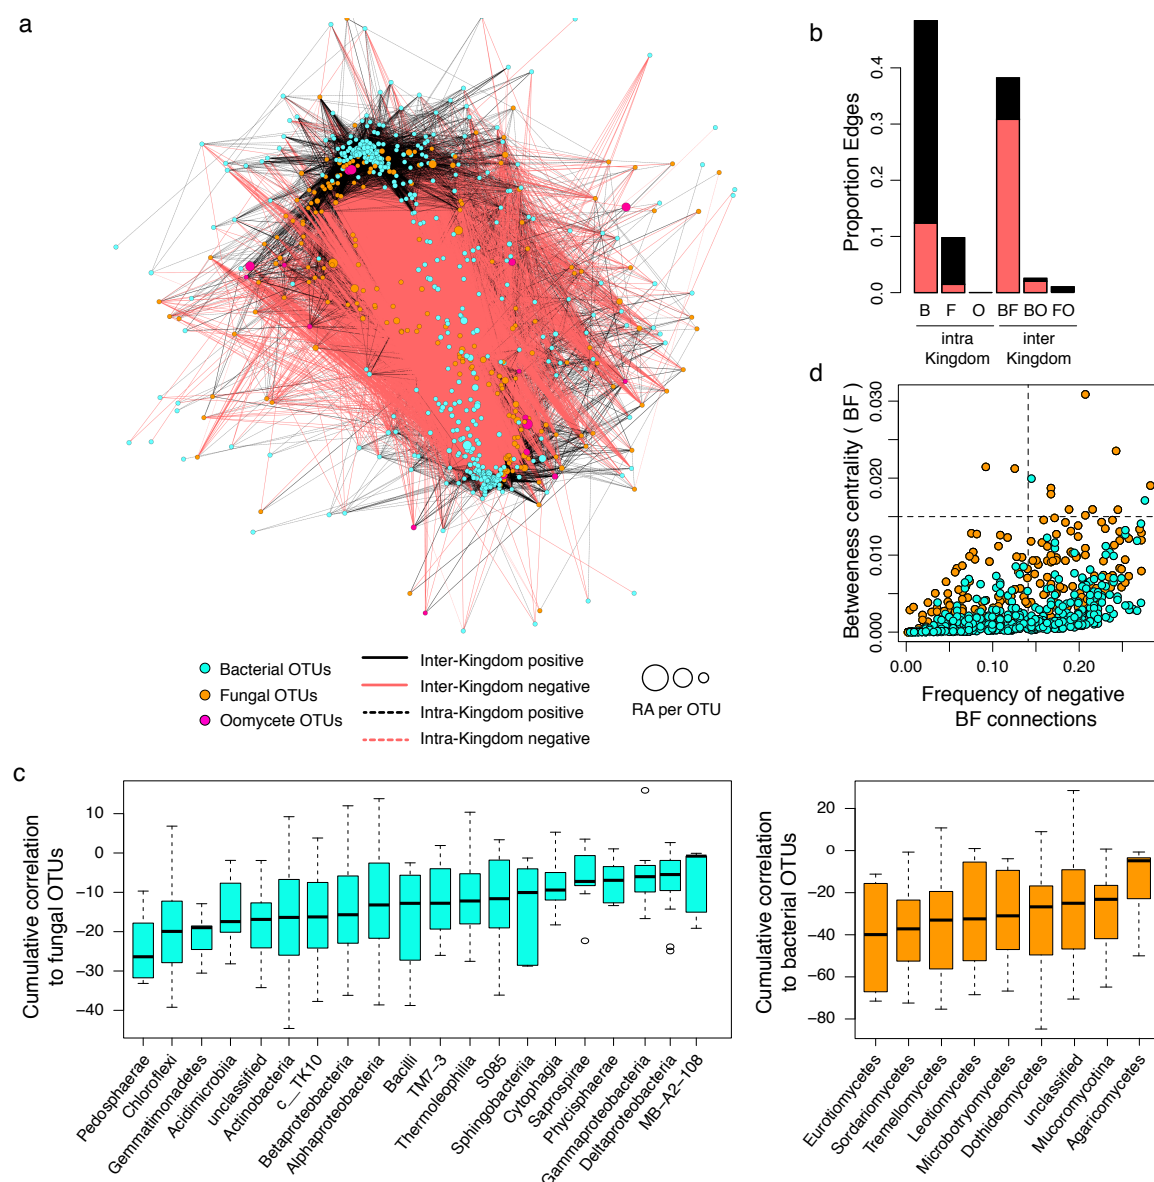 a
b
Proportion Edges
0.4
0.3
0.2
0.1
0.0
B F O BF BO FO
intra
Kingdom
inter
Kingdom
Bacterial OTUs
Fungal OTUs
Oomycete OTUs
Inter-Kingdom positive
Inter-Kingdom negative
Intra-Kingdom positive
Intra-Kingdom negative
RA per OTU
d
Betweeness centrality ( BF )
0.030
0.020
0.010
0.000
0.00 0.10 0.20
Frequency of negative
BF connections
c
Cumulative correlation
to fungal OTUs
10
0
−10
−20
−30
−40
Pedosphaerae
Chloroflexi
Gemmatimonadetes
Acidimicrobiia
unclassified
Actinobacteria
c__TK10
Betaproteobacteria
Alphaproteobacteria
Bacilli
TM7−3
Thermoleophilia
S085
Sphingobacteriia
Cytophagia
Saprospirae
Phycisphaerae
Gammaproteobacteria
Deltaproteobacteria
MB−A2−108
Cumulative correlation
to bacterial OTUs
20
0
−20
−40
−60
−80
Eurotiomycetes
Sordariomycetes
Tremellomycetes
Leotiomycetes
Microbotryomycetes
Dothideomycetes
unclassified
Mucoromycotina
Agaricomycetes